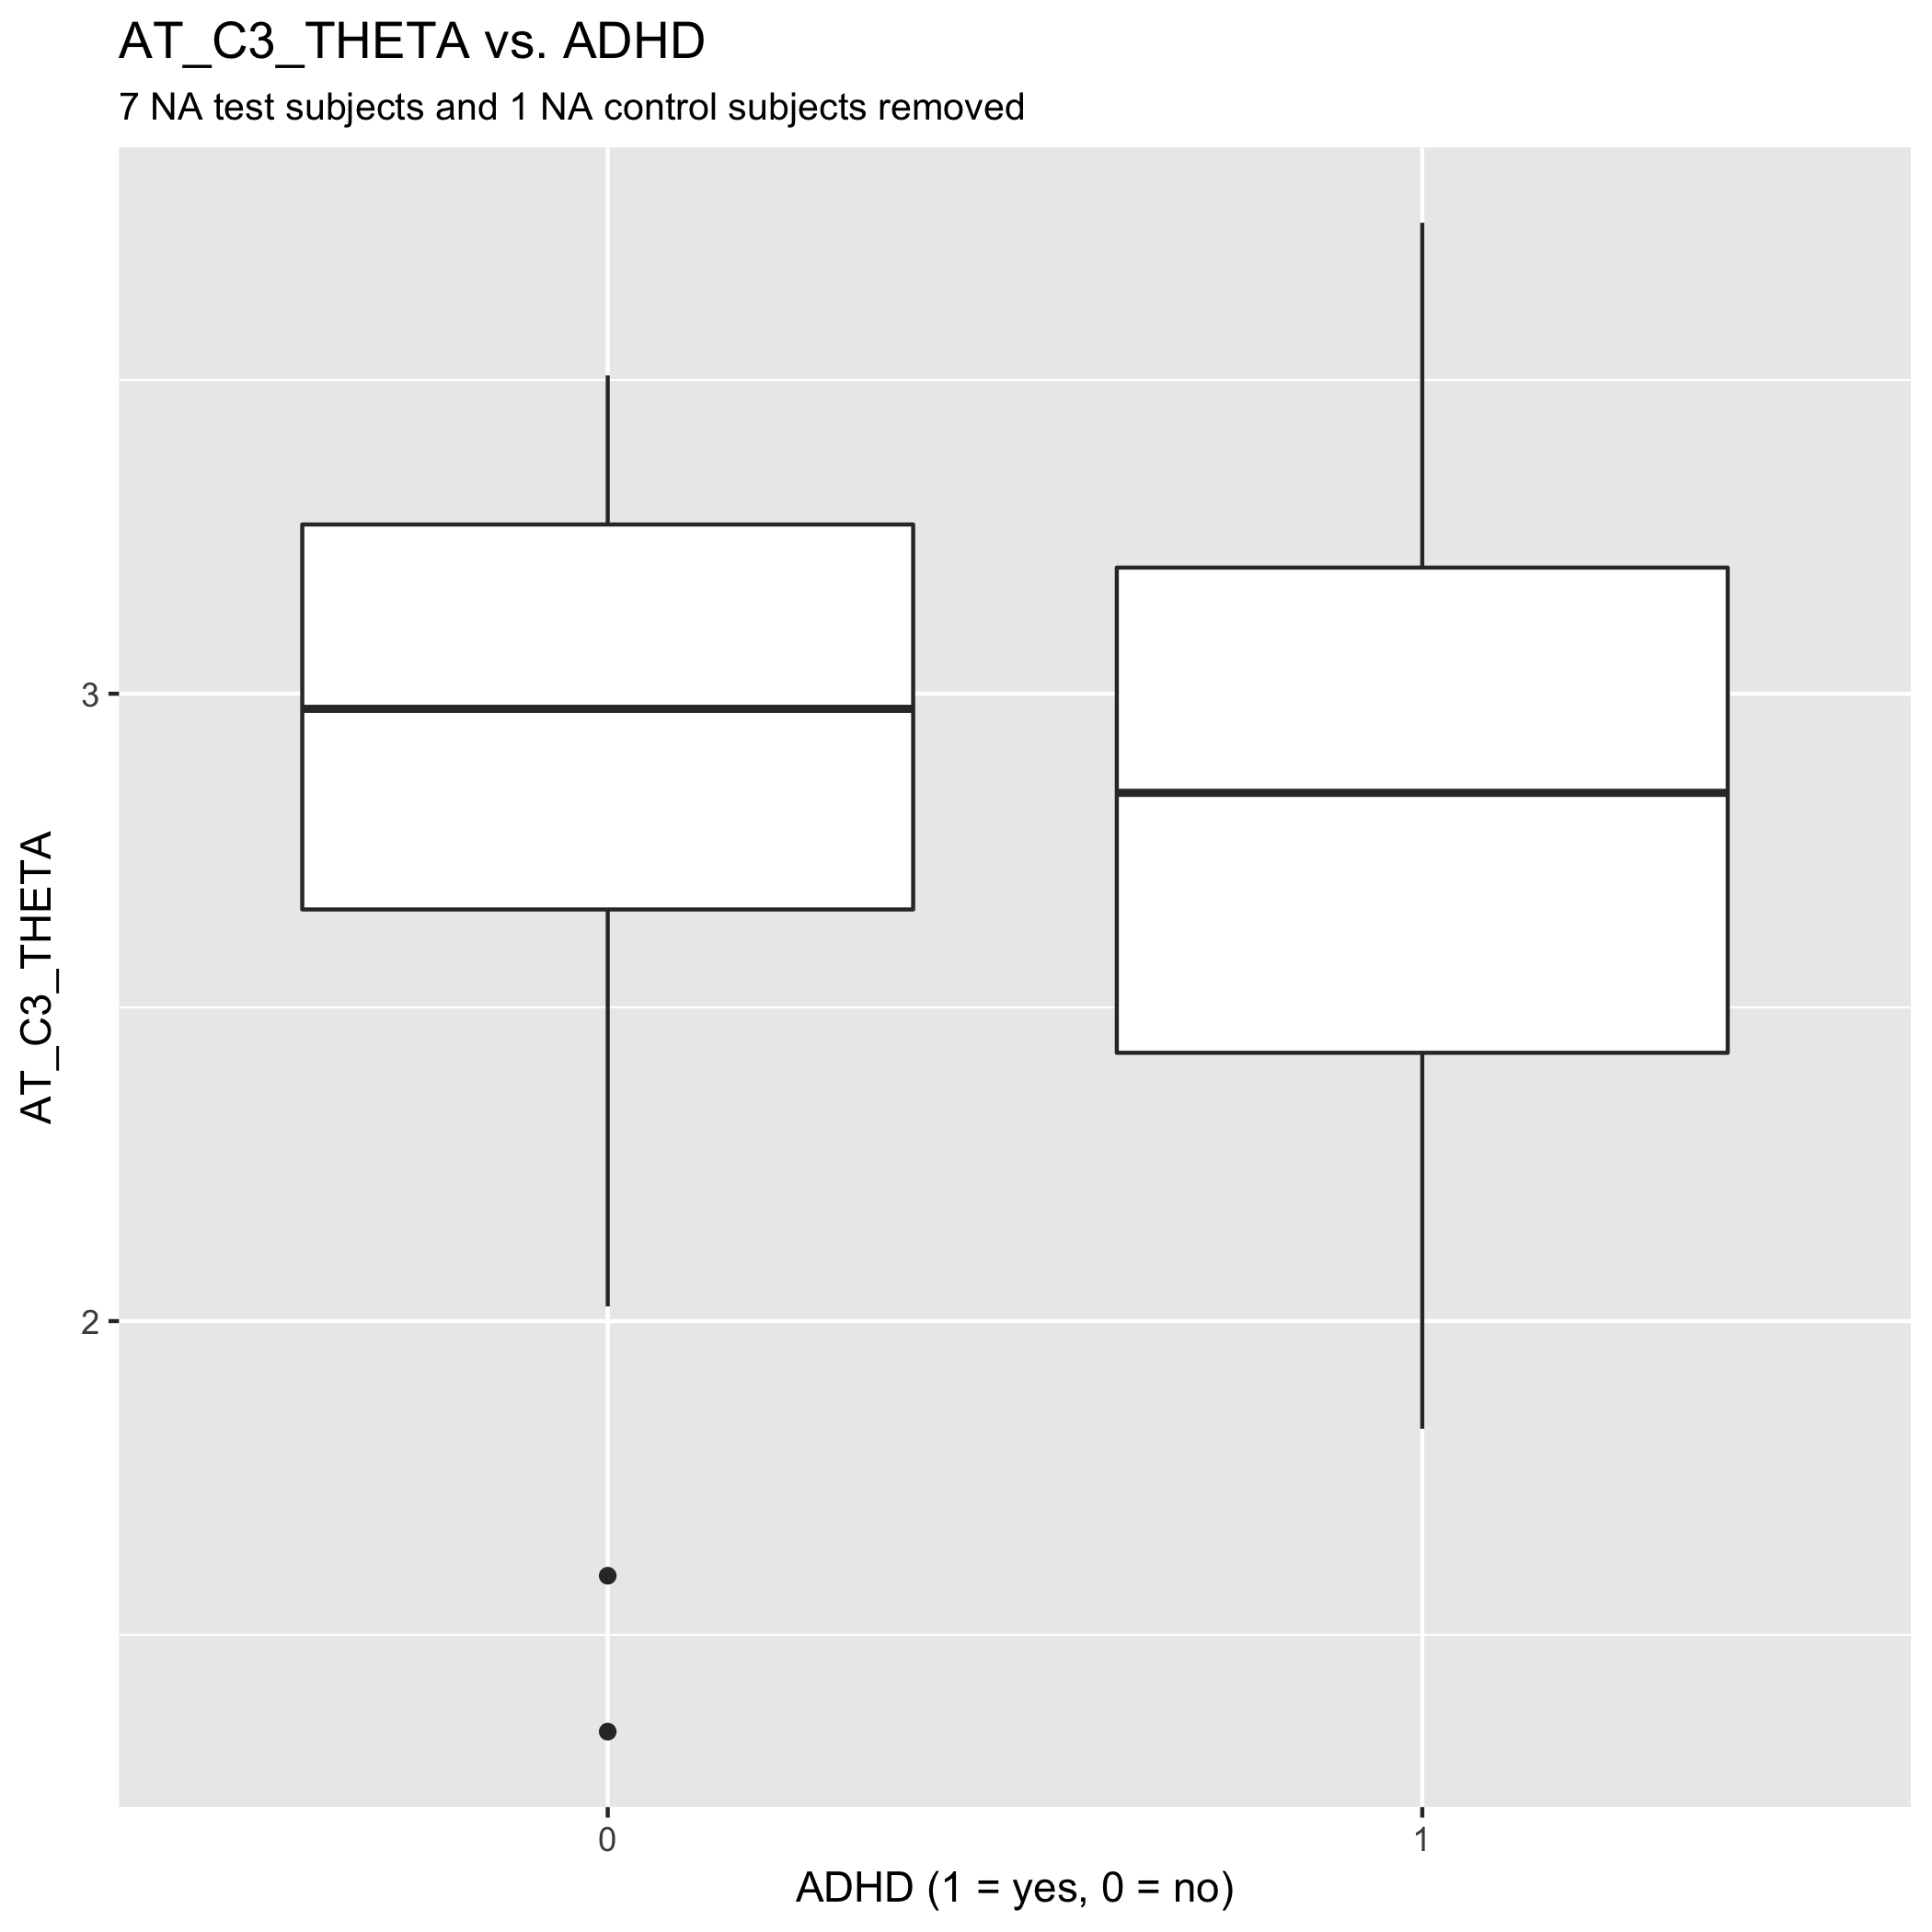 AT_C3_THETA vs. ADHD
7 NA test subjects and 1 NA control subjects removed
AT_C3_THETA
3
2
0
1
ADHD (1 = yes, 0 = no)